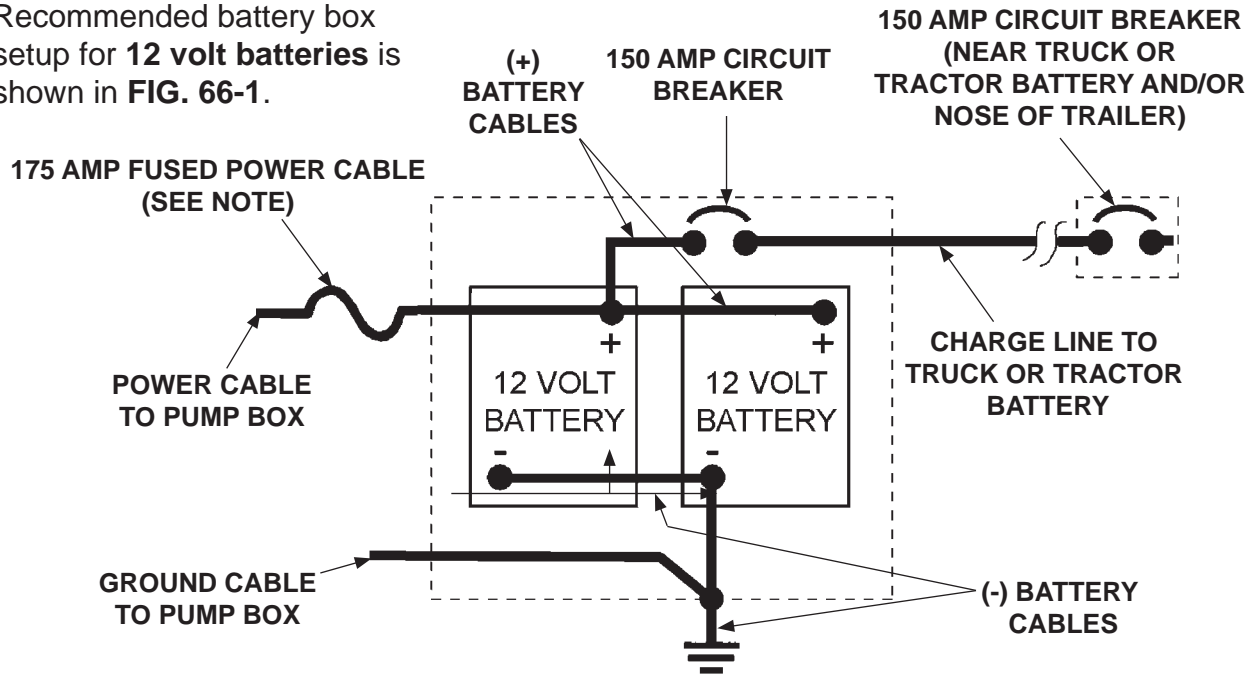 Recommended battery box
setup for 12 volt batteries is
shown in FIG. 66-1.
150 AMP CIRCUIT BREAKER
(NEAR TRUCK OR
TRACTOR BATTERY AND/OR
NOSE OF TRAILER)
(+)
BATTERY
CABLES
150 AMP CIRCUIT
BREAKER
175 AMP FUSED POWER CABLE
(SEE NOTE)
+
+
12 VOLT
BATTERY
-
12 VOLT
BATTERY
-
CHARGE LINE TO
TRUCK OR TRACTOR
BATTERY
POWER CABLE
TO PUMP BOX
GROUND CABLE
TO PUMP BOX
(-) BATTERY
CABLES